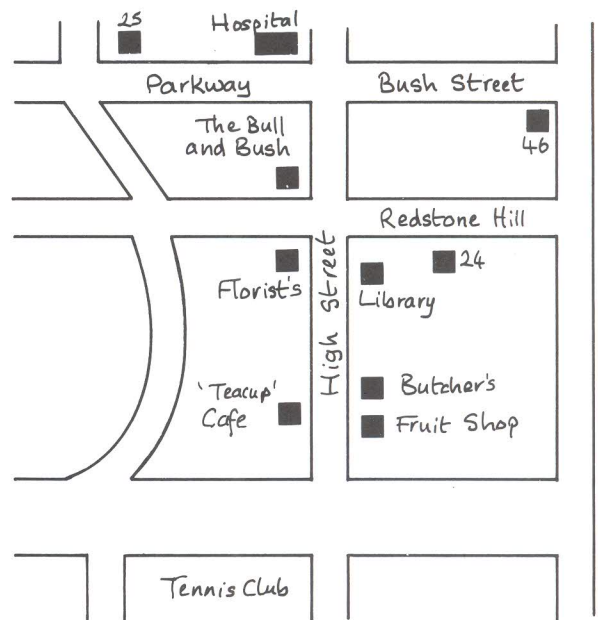 25
Hospital
Parkway
Bush Street
The Bull
and Bush
46
Redstone Hill
High Street
Florist's
24
Library
'Teacup'
Cafe
Butcher's
Fruit Shop
Tennis Club